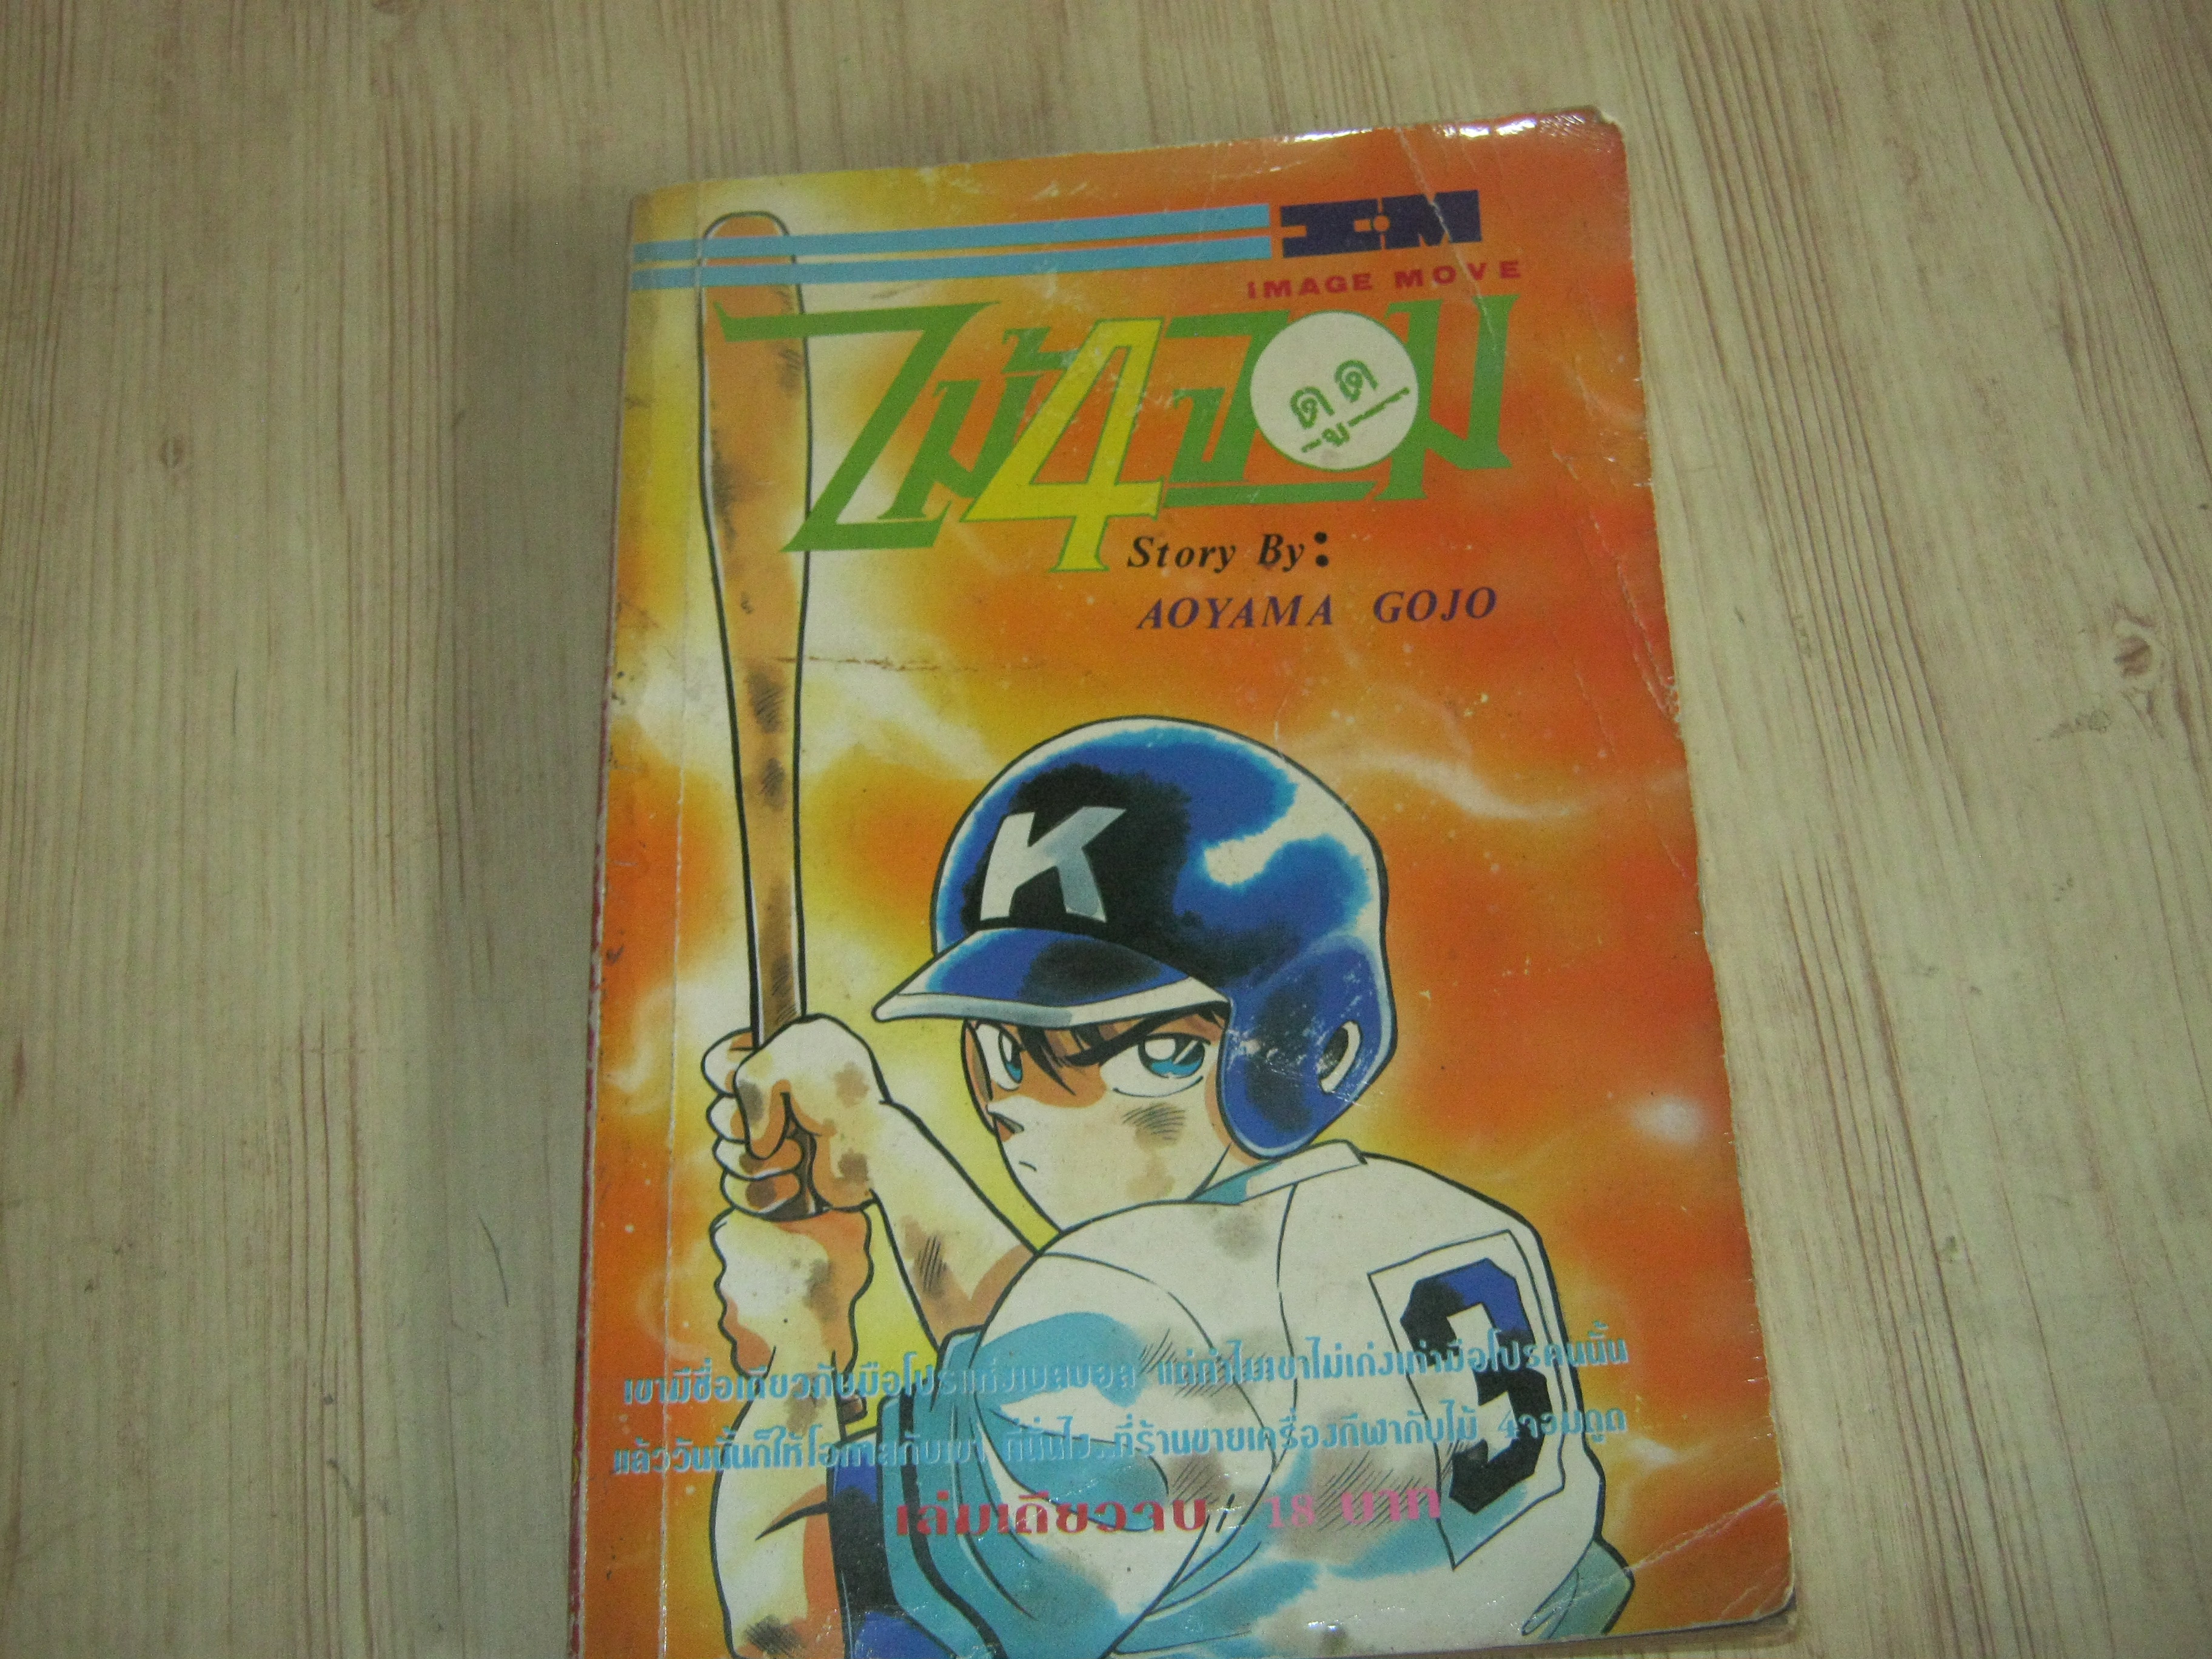 I·M
IMAGE MOVE
ไม้4จอมดูด
Story By:
AOYAMA GOJO
K
3
เขามีชื่อเดียวกับมือโปรแห่งเบสบอล แต่ทำไมเขาไม่เก่งเท่ามือโปรคนนั้น
แล้ววันนั้นก็ให้โอกาสกับเขา ที่นั่นไง..ที่ร้านขายเครื่องกีฬากับไม้ 4จอมดูด
เล่มเดียวจบ 18 บาท